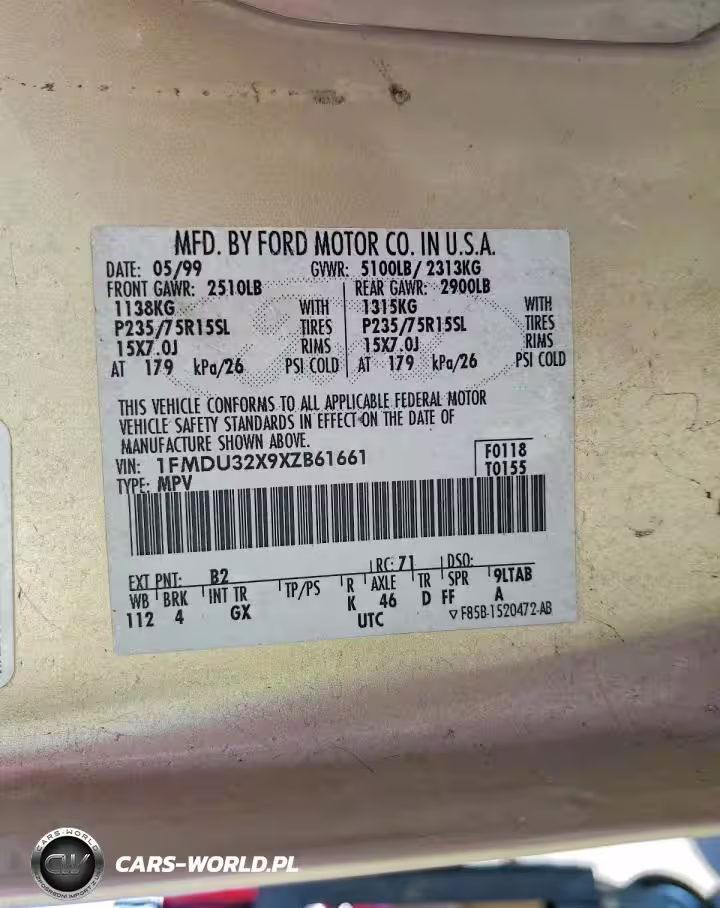 MFD. BY FORD MOTOR CO. IN U.S.A.
DATE: 05/99 GVWR: 5100LB/ 2313KG
FRONT GAWR: 2510LB REAR GAWR: 2900LB
1138KG WITH 1315KG WITH
P235/75R15SL TIRES P235/75R15SL TIRES
15X7.0J RIMS 15X7.0J RIMS
AT 179 kPa/26 PSI COLD AT 179 kPa/26 PSI COLD
THIS VEHICLE CONFORMS TO ALL APPLICABLE FEDERAL MOTOR
VEHICLE SAFETY STANDARDS IN EFFECT ON THE DATE OF
MANUFACTURE SHOWN ABOVE.
VIN: 1FMDU32X9XZB61661 F0118
TYPE: MPV T0155
EXT PNT: B2 RC: 71 DSO:
WB BRK INT TR TP/PS R AXLE TR SPR 9LTAB
112 4 GX K 46 D FF A
UTC ▽ F85B-1520472-AB
CARS-WORLD
CW
CARS-WORLD.PL